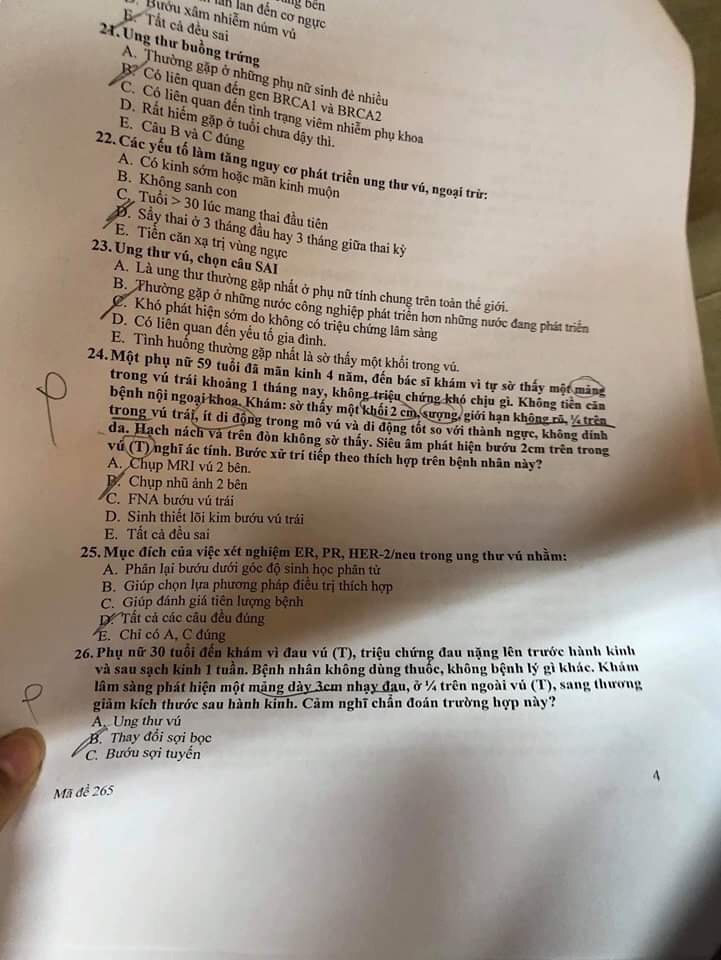 lan đến cơ ngực
D. Bướu xâm nhiễm núm vú
E. Tất cả đều sai
21. Ung thư buồng trứng
A. Thường gặp ở những phụ nữ sinh đẻ nhiều
B. Có liên quan đến gen BRCA1 và BRCA2
C. Có liên quan đến tình trạng viêm nhiễm phụ khoa
D. Rất hiếm gặp ở tuổi chưa dậy thì.
E. Câu B và C đúng
22. Các yếu tố làm tăng nguy cơ phát triển ung thư vú, ngoại trừ:
A. Có kinh sớm hoặc mãn kinh muộn
B. Không sanh con
C. Tuổi > 30 lúc mang thai đầu tiên
D. Sẩy thai ở 3 tháng đầu hay 3 tháng giữa thai kỳ
E. Tiền căn xạ trị vùng ngực
23. Ung thư vú, chọn câu SAI
A. Là ung thư thường gặp nhất ở phụ nữ tính chung trên toàn thế giới.
B. Thường gặp ở những nước công nghiệp phát triển hơn những nước đang phát triển
C. Khó phát hiện sớm do không có triệu chứng lâm sàng
D. Có liên quan đến yếu tố gia đình.
E. Tình huống thường gặp nhất là sờ thấy một khối trong vú.
24. Một phụ nữ 59 tuổi đã mãn kinh 4 năm, đến bác sĩ khám vì tự sờ thấy một mảng
trong vú trái khoảng 1 tháng nay, không triệu chứng khó chịu gì. Không tiền căn
bệnh nội ngoại khoa. Khám: sờ thấy một khối 2 cm, sượng, giới hạn không rõ, ¼ trên
trong vú trái, ít di động trong mô vú và di động tốt so với thành ngực, không dính
da. Hạch nách và trên đòn không sờ thấy. Siêu âm phát hiện bướu 2cm trên trong
vú (T) nghĩ ác tính. Bước xử trí tiếp theo thích hợp trên bệnh nhân này?
A. Chụp MRI vú 2 bên.
B. Chụp nhũ ảnh 2 bên
C. FNA bướu vú trái
D. Sinh thiết lõi kim bướu vú trái
E. Tất cả đều sai
25. Mục đích của việc xét nghiệm ER, PR, HER-2/neu trong ung thư vú nhằm:
A. Phân lại bướu dưới góc độ sinh học phân tử
B. Giúp chọn lựa phương pháp điều trị thích hợp
C. Giúp đánh giá tiên lượng bệnh
D. Tất cả các câu đều đúng
E. Chỉ có A, C đúng
26. Phụ nữ 30 tuổi đến khám vì đau vú (T), triệu chứng đau nặng lên trước hành kinh
và sau sạch kinh 1 tuần. Bệnh nhân không dùng thuốc, không bệnh lý gì khác. Khám
lâm sàng phát hiện một mảng dày 3cm nhạy đau, ở ¼ trên ngoài vú (T), sang thương
giảm kích thước sau hành kinh. Cảm nghĩ chẩn đoán trường hợp này?
A. Ung thư vú
B. Thay đổi sợi bọc
C. Bướu sợi tuyến
4
Mã đề 265